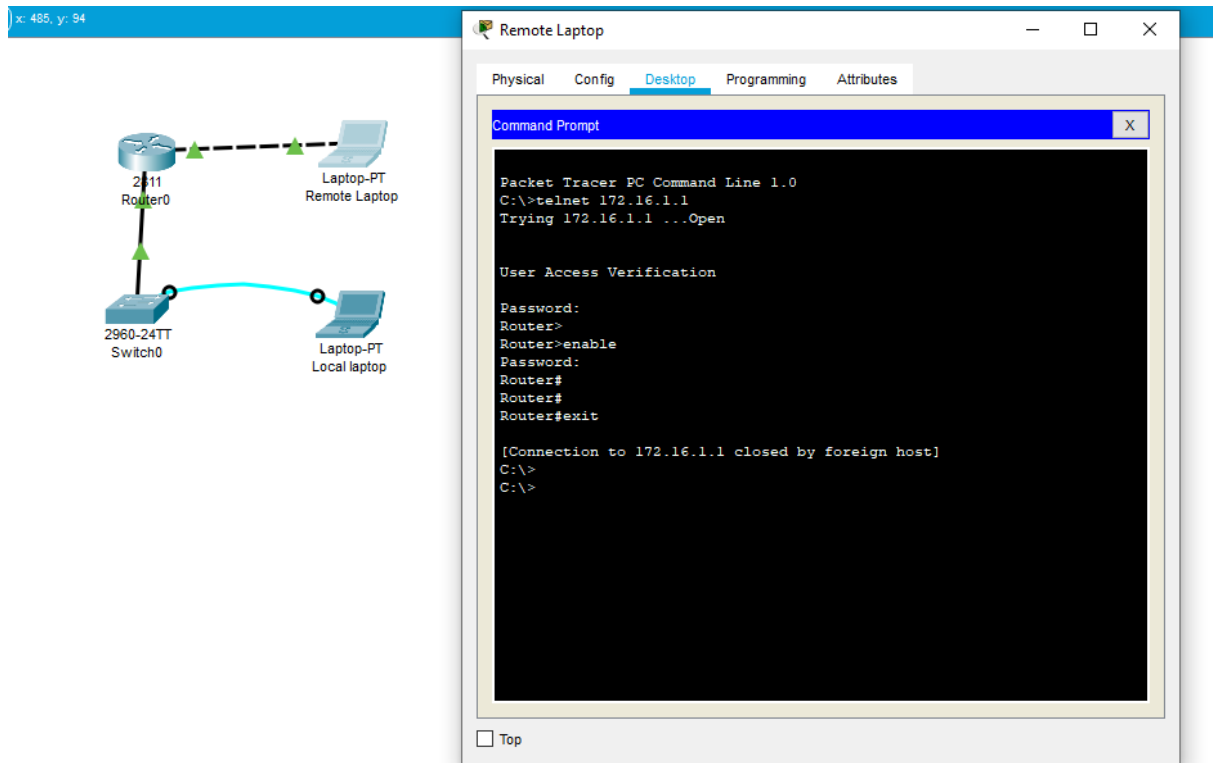 x: 485, y: 94
Remote Laptop
Physical Config Desktop Programming Attributes
Command Prompt
X
Packet Tracer PC Command Line 1.0
C:\>telnet 172.16.1.1
Trying 172.16.1.1 ...Open
User Access Verification
Password:
Router>
Router>enable
Password:
Router#
Router#
Router#exit
[Connection to 172.16.1.1 closed by foreign host]
C:\>
C:\>
Top
2811
Router0
Laptop-PT
Remote Laptop
2960-24TT
Switch0
Laptop-PT
Local laptop